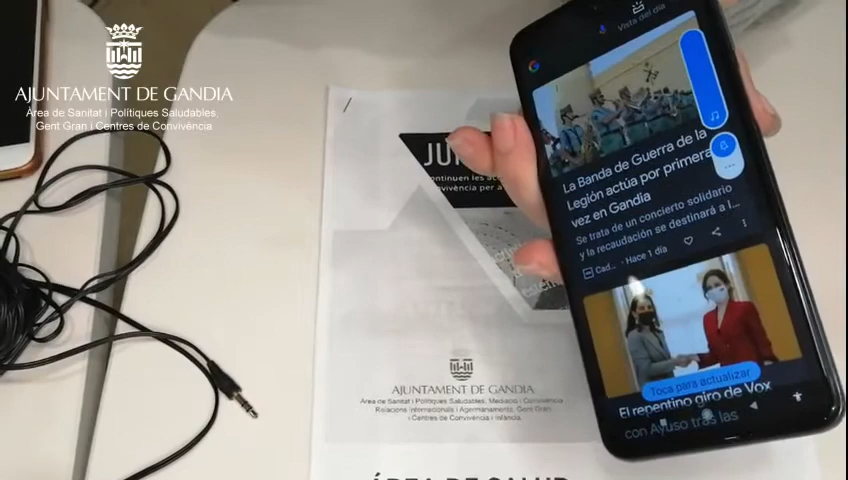 AJUNTAMENT DE GANDIA
Àrea de Sanitat i Polítiques Saludables,
Gent Gran i Centres de Convivència
Vista del día
La Banda de Guerra de la
Legión actúa por primera
vez en Gandia
Se trata de un concierto solidario
y la recaudación se destinará a l...
Cad... · Hace 1 día
Toca para actualizar
El repentino giro de Vox
con Ayuso tras las
continuen les
convivència per a
AJUNTAMENT DE GANDIA
Àrea de Sanitat i Polítiques Saludables, Mediació i Convivència
Relacions Internacionals i Agermanaments, Gent Gran
i Centres de Convivència i Infància.
ÀREA DE SALUD